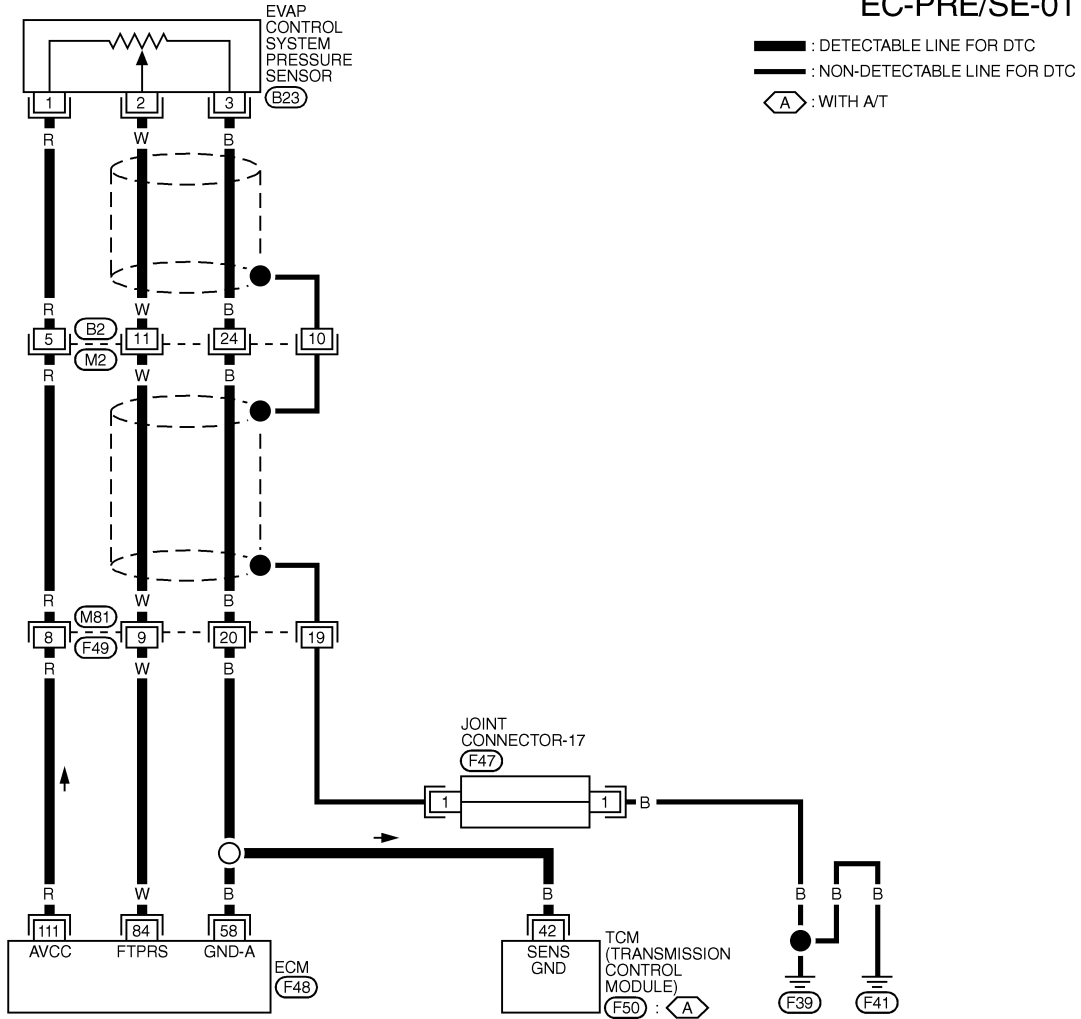 EC-PRE/SE-01
EVAP
CONTROL
SYSTEM
PRESSURE
SENSOR
B23
: DETECTABLE LINE FOR DTC
: NON-DETECTABLE LINE FOR DTC
A : WITH A/T
1 2 3
R W B
R W B
5 B2 11 24 10
M2
R W B
R W B
M81
8 9 20 19
F49
R W B
JOINT
CONNECTOR-17
F47
1 1 B
R W B B B B B
111 84 58 42
AVCC FTPRS GND-A
ECM
F48
SENS
GND
TCM
(TRANSMISSION
CONTROL
MODULE)
F50 : A
F39 F41